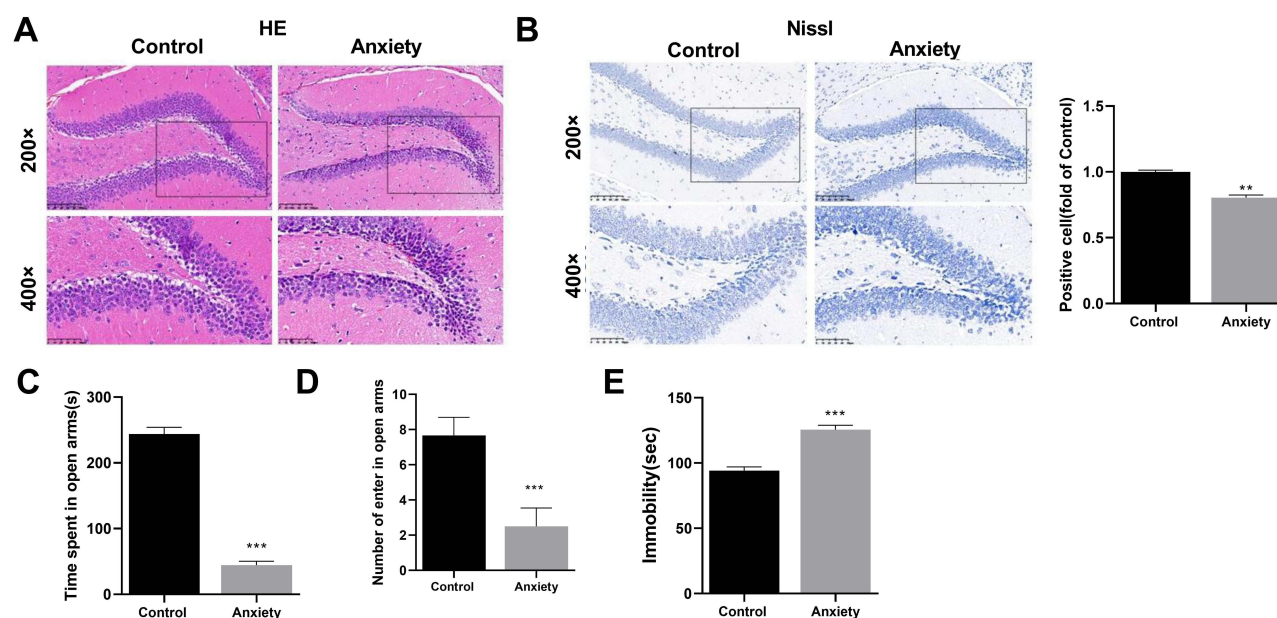 A
HE
Control
Anxiety
200×
400×
B
Nissl
Control
Anxiety
200×
400×
Positive cell(fold of Control)
1.5
1.0
0.5
0.0
**
Control
Anxiety
C
Time spent in open arms(s)
300
200
100
0
***
Control
Anxiety
D
Number of enter in open arms
10
8
6
4
2
0
***
Control
Anxiety
E
Immobility(sec)
150
100
50
0
***
Control
Anxiety